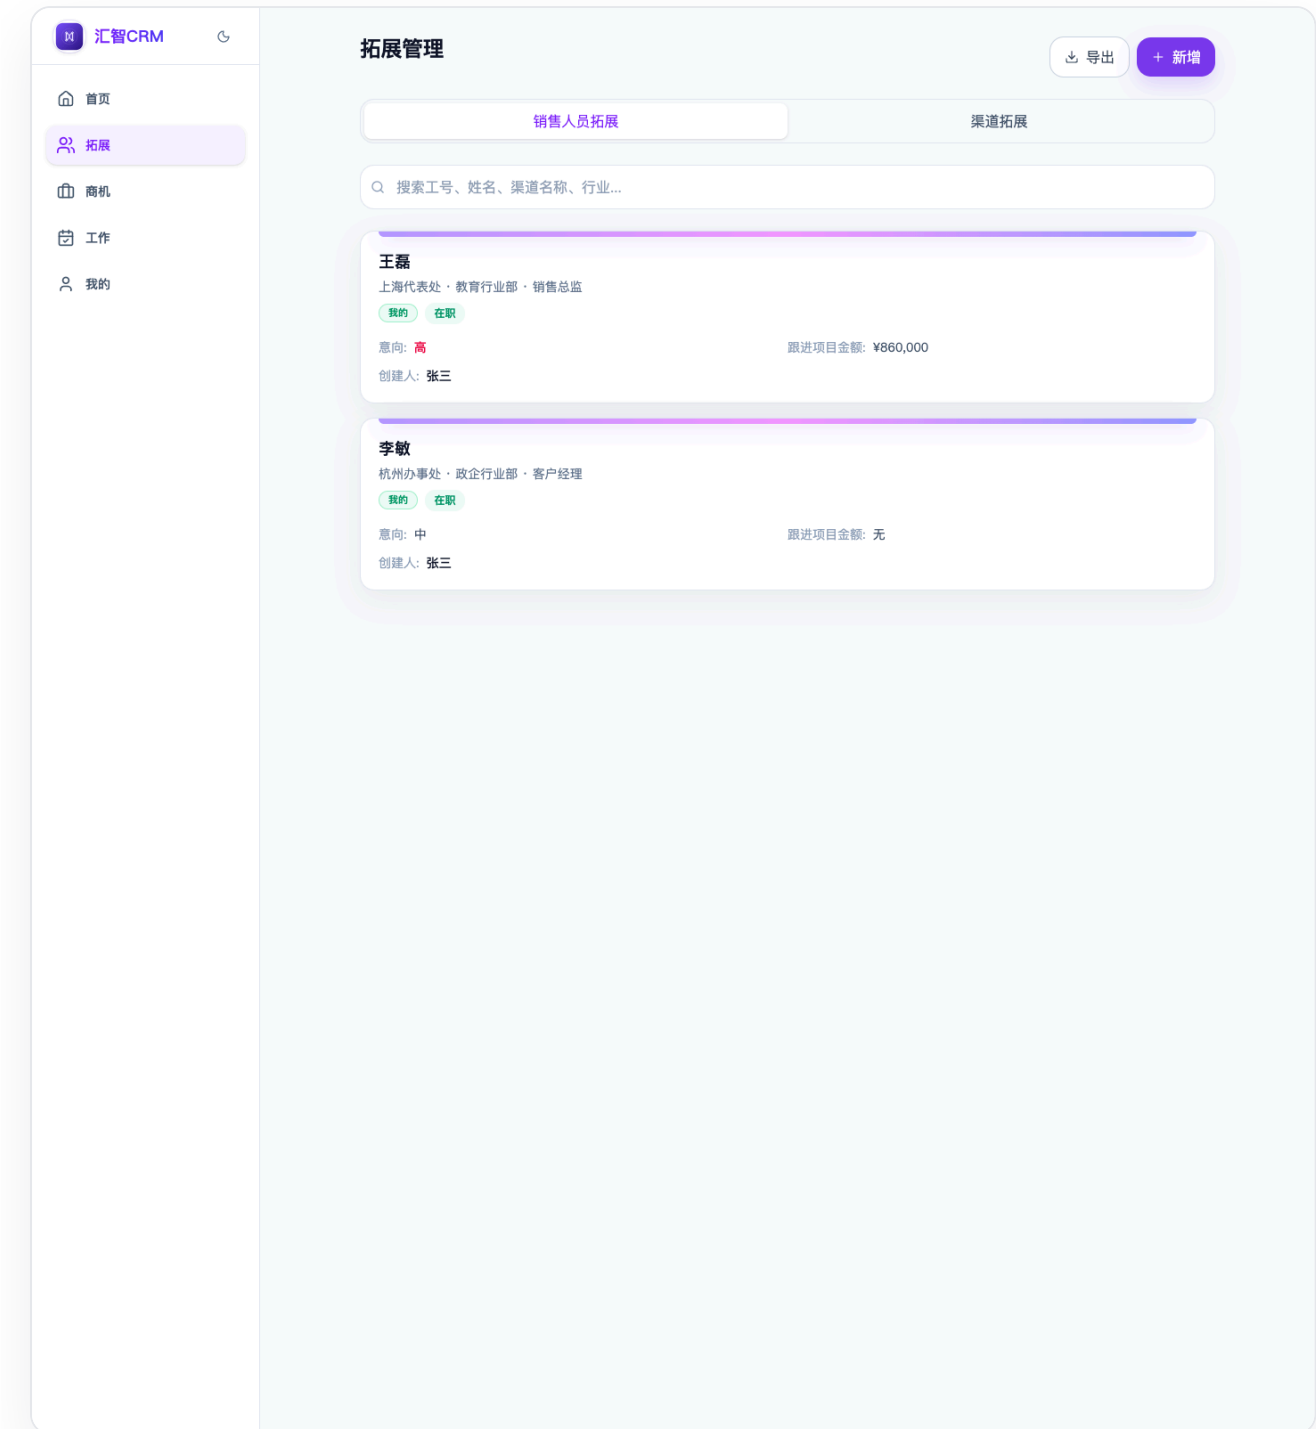 汇智CRM
首页
拓展
商机
工作
我的
拓展管理
导出
+ 新增
销售人员拓展
渠道拓展
搜索工号、姓名、渠道名称、行业...
王磊
上海代表处 · 教育行业部 · 销售总监
我的 在职
意向: 高
跟进项目金额: ¥860,000
创建人: 张三
李敏
杭州办事处 · 政企行业部 · 客户经理
我的 在职
意向: 中
跟进项目金额: 无
创建人: 张三